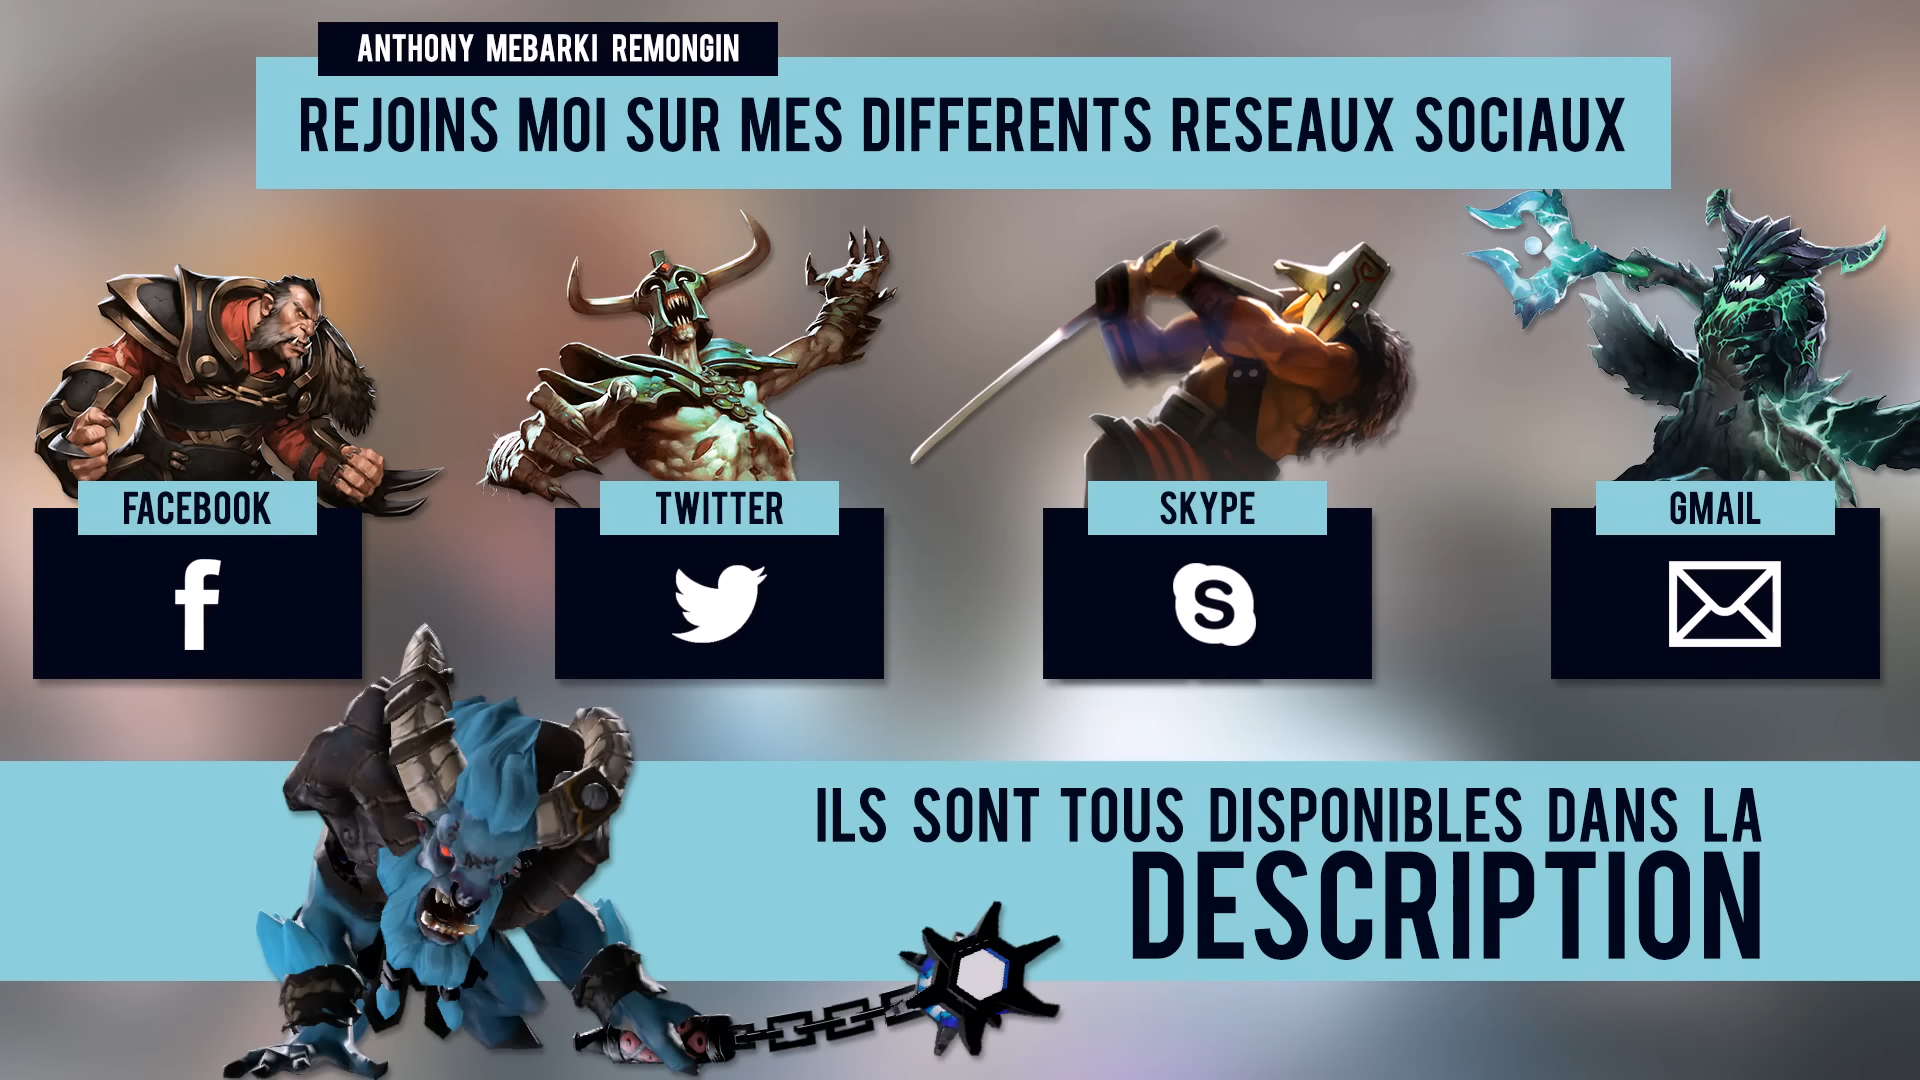 ANTHONY MEBARKI REMONGIN
REJOINS MOI SUR MES DIFFERENTS RESEAUX SOCIAUX
FACEBOOK
TWITTER
SKYPE
GMAIL
ILS SONT TOUS DISPONIBLES DANS LA
DESCRIPTION